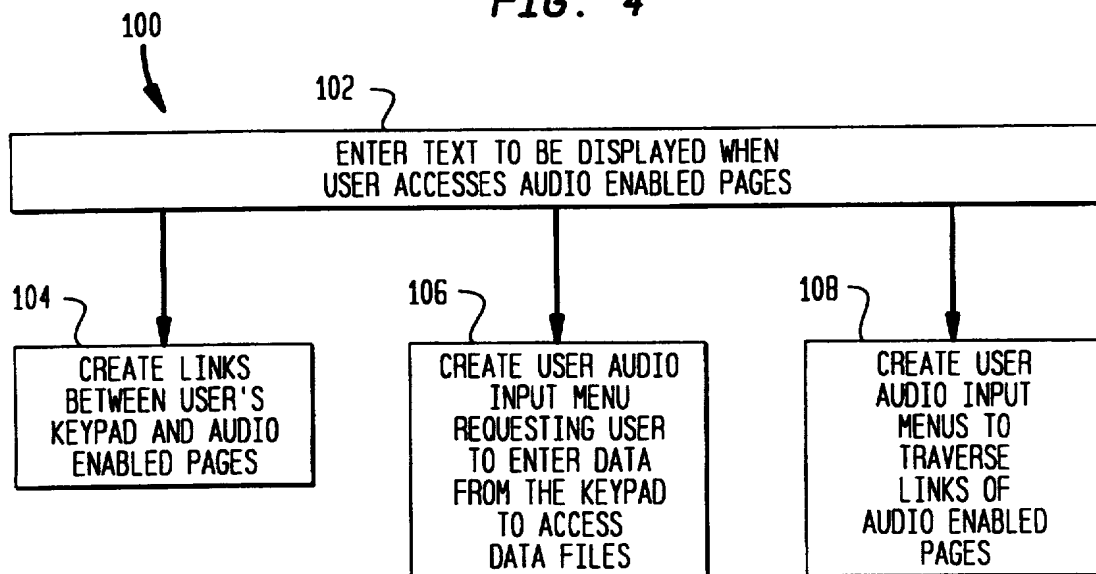 FIG. 4
100
102
ENTER TEXT TO BE DISPLAYED WHEN
USER ACCESSES AUDIO ENABLED PAGES
104
CREATE LINKS
BETWEEN USER'S
KEYPAD AND AUDIO
ENABLED PAGES
106
CREATE USER AUDIO
INPUT MENU
REQUESTING USER
TO ENTER DATA
FROM THE KEYPAD
TO ACCESS
DATA FILES
108
CREATE USER
AUDIO INPUT
MENUS TO
TRAVERSE
LINKS OF
AUDIO ENABLED
PAGES